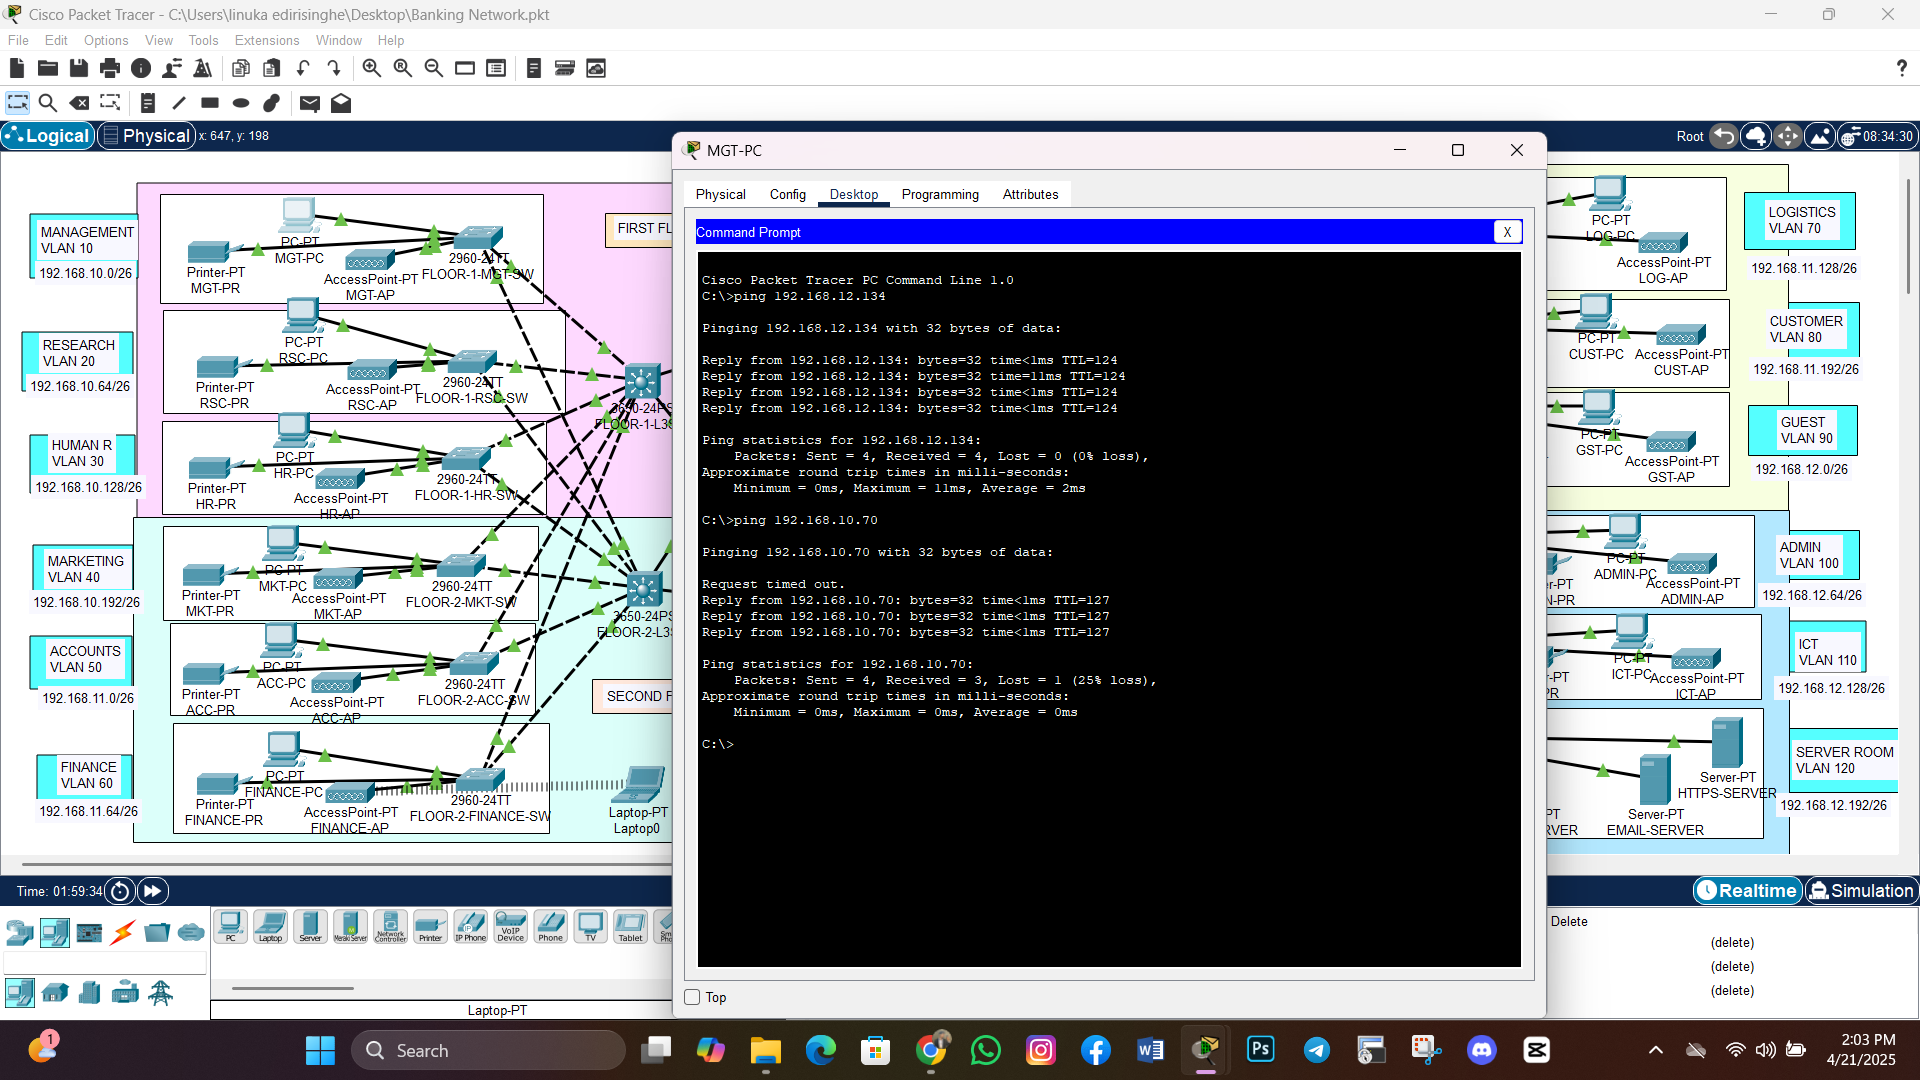 Cisco Packet Tracer - C:\Users\linuka edirisinghe\Desktop\Banking Network.pkt
File Edit Options View Tools Extensions Window Help
?
Logical Physical x: 647, y: 198
Root 08:34:30
MANAGEMENT
VLAN 10
192.168.10.0/26
RESEARCH
VLAN 20
192.168.10.64/26
HUMAN R
VLAN 30
192.168.10.128/26
MARKETING
VLAN 40
192.168.10.192/26
ACCOUNTS
VLAN 50
192.168.11.0/26
FINANCE
VLAN 60
192.168.11.64/26
PC-PT
MGT-PC
Printer-PT
MGT-PR
AccessPoint-PT
MGT-AP
2960-24TT
FLOOR-1-MGT-SW
FIRST FL
PC-PT
RSC-PC
Printer-PT
RSC-PR
AccessPoint-PT
RSC-AP
2960-24TT
FLOOR-1-RSC-SW
3650-24PS
FLOOR-1-L3S
PC-PT
HR-PC
Printer-PT
HR-PR
AccessPoint-PT
HR-AP
2960-24TT
FLOOR-1-HR-SW
PC-PT
MKT-PC
Printer-PT
MKT-PR
AccessPoint-PT
MKT-AP
2960-24TT
FLOOR-2-MKT-SW
3650-24PS
FLOOR-2-L3S
PC-PT
ACC-PC
Printer-PT
ACC-PR
AccessPoint-PT
ACC-AP
2960-24TT
FLOOR-2-ACC-SW
SECOND F
PC-PT
FINANCE-PC
Printer-PT
FINANCE-PR
AccessPoint-PT
FINANCE-AP
2960-24TT
FLOOR-2-FINANCE-SW
Laptop-PT
Laptop0
MGT-PC
Physical Config Desktop Programming Attributes
Command Prompt X
Cisco Packet Tracer PC Command Line 1.0
C:\>ping 192.168.12.134
Pinging 192.168.12.134 with 32 bytes of data:
Reply from 192.168.12.134: bytes=32 time<1ms TTL=124
Reply from 192.168.12.134: bytes=32 time=11ms TTL=124
Reply from 192.168.12.134: bytes=32 time<1ms TTL=124
Reply from 192.168.12.134: bytes=32 time<1ms TTL=124
Ping statistics for 192.168.12.134:
Packets: Sent = 4, Received = 4, Lost = 0 (0% loss),
Approximate round trip times in milli-seconds:
Minimum = 0ms, Maximum = 11ms, Average = 2ms
C:\>ping 192.168.10.70
Pinging 192.168.10.70 with 32 bytes of data:
Request timed out.
Reply from 192.168.10.70: bytes=32 time<1ms TTL=127
Reply from 192.168.10.70: bytes=32 time<1ms TTL=127
Reply from 192.168.10.70: bytes=32 time<1ms TTL=127
Ping statistics for 192.168.10.70:
Packets: Sent = 4, Received = 3, Lost = 1 (25% loss),
Approximate round trip times in milli-seconds:
Minimum = 0ms, Maximum = 0ms, Average = 0ms
C:\>
Top
PC-PT
LOG-PC
AccessPoint-PT
LOG-AP
LOGISTICS
VLAN 70
192.168.11.128/26
PC-PT
CUST-PC
AccessPoint-PT
CUST-AP
CUSTOMER
VLAN 80
192.168.11.192/26
PC-PT
GST-PC
AccessPoint-PT
GST-AP
GUEST
VLAN 90
192.168.12.0/26
PC-PT
ADMIN-PC
r-PT
N-PR
AccessPoint-PT
ADMIN-AP
ADMIN
VLAN 100
192.168.12.64/26
PC-PT
ICT-PC
r-PT
PR
AccessPoint-PT
ICT-AP
ICT
VLAN 110
192.168.12.128/26
Server-PT
HTTPS-SERVER
PT
RVER
Server-PT
EMAIL-SERVER
SERVER ROOM
VLAN 120
192.168.12.192/26
Time: 01:59:34
Realtime Simulation
PC Laptop Server Meraki Server Network Controller Printer IP Phone VoIP Device Phone TV Tablet
Laptop-PT
Delete
(delete)
(delete)
(delete)
1
Search
Ps
2:03 PM
4/21/2025